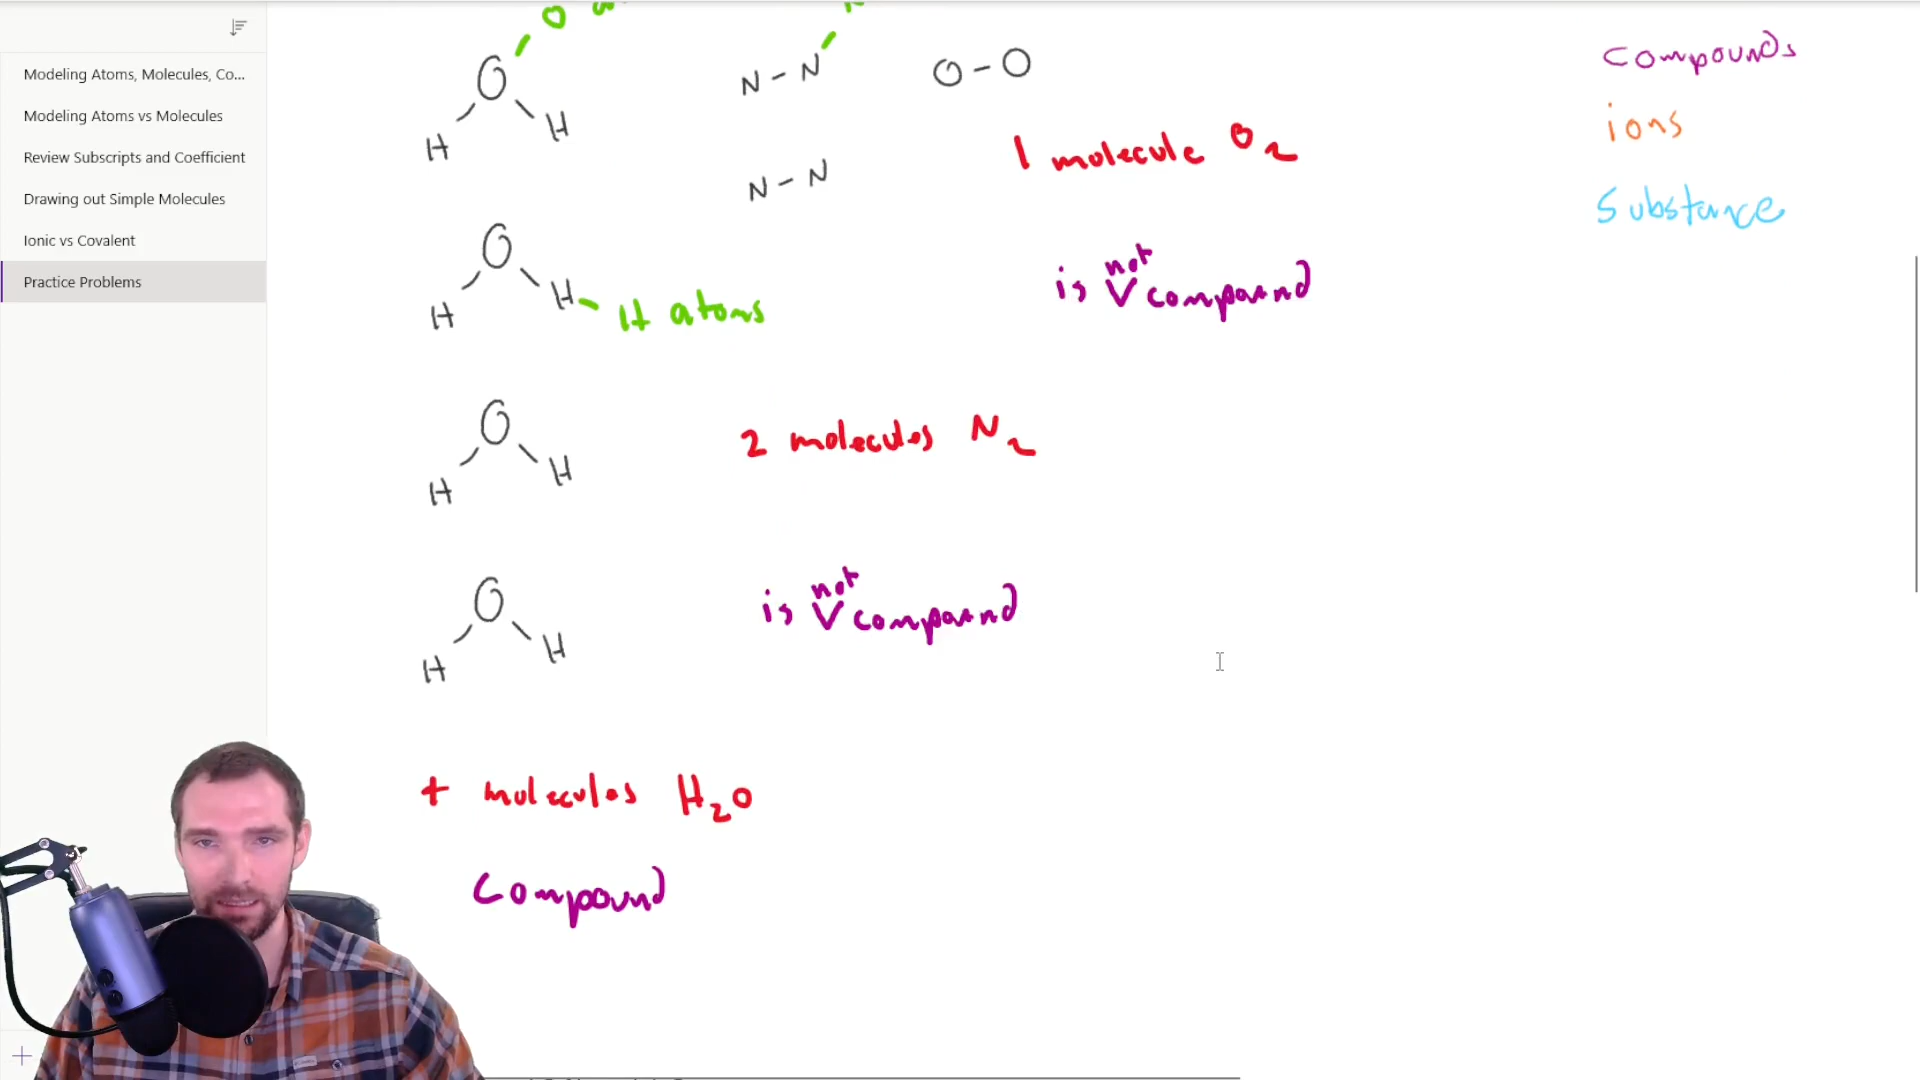 Modeling Atoms, Molecules, Co...
Modeling Atoms vs Molecules
Review Subscripts and Coefficient
Drawing out Simple Molecules
Ionic vs Covalent
Practice Problems
O
O
H H
N - N
O - O
N - N
1 molecule O2
O
H H - H atoms
is not V compound
O
H H
2 molecules N2
O
H H
is not V compound
4 molecules H2O
Compound
Compounds
ions
Substance